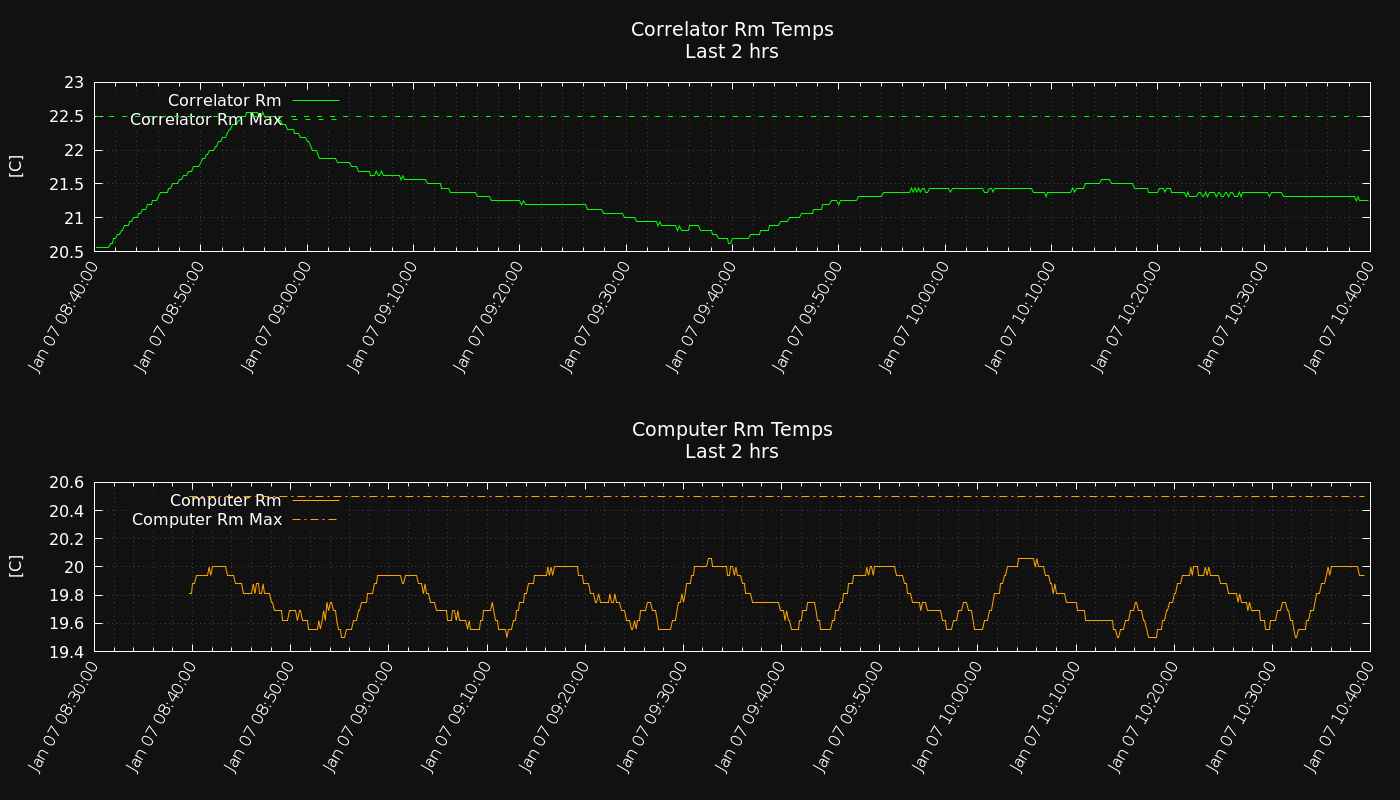 Correlator Rm Temps
Last 2 hrs
23
22.5
22
21.5
21
20.5
[C]
Correlator Rm
Correlator Rm Max
Jan 07 08:40:00
Jan 07 08:50:00
Jan 07 09:00:00
Jan 07 09:10:00
Jan 07 09:20:00
Jan 07 09:30:00
Jan 07 09:40:00
Jan 07 09:50:00
Jan 07 10:00:00
Jan 07 10:10:00
Jan 07 10:20:00
Jan 07 10:30:00
Jan 07 10:40:00
Computer Rm Temps
Last 2 hrs
20.6
20.4
20.2
20
19.8
19.6
19.4
[C]
Computer Rm
Computer Rm Max
Jan 07 08:30:00
Jan 07 08:40:00
Jan 07 08:50:00
Jan 07 09:00:00
Jan 07 09:10:00
Jan 07 09:20:00
Jan 07 09:30:00
Jan 07 09:40:00
Jan 07 09:50:00
Jan 07 10:00:00
Jan 07 10:10:00
Jan 07 10:20:00
Jan 07 10:30:00
Jan 07 10:40:00